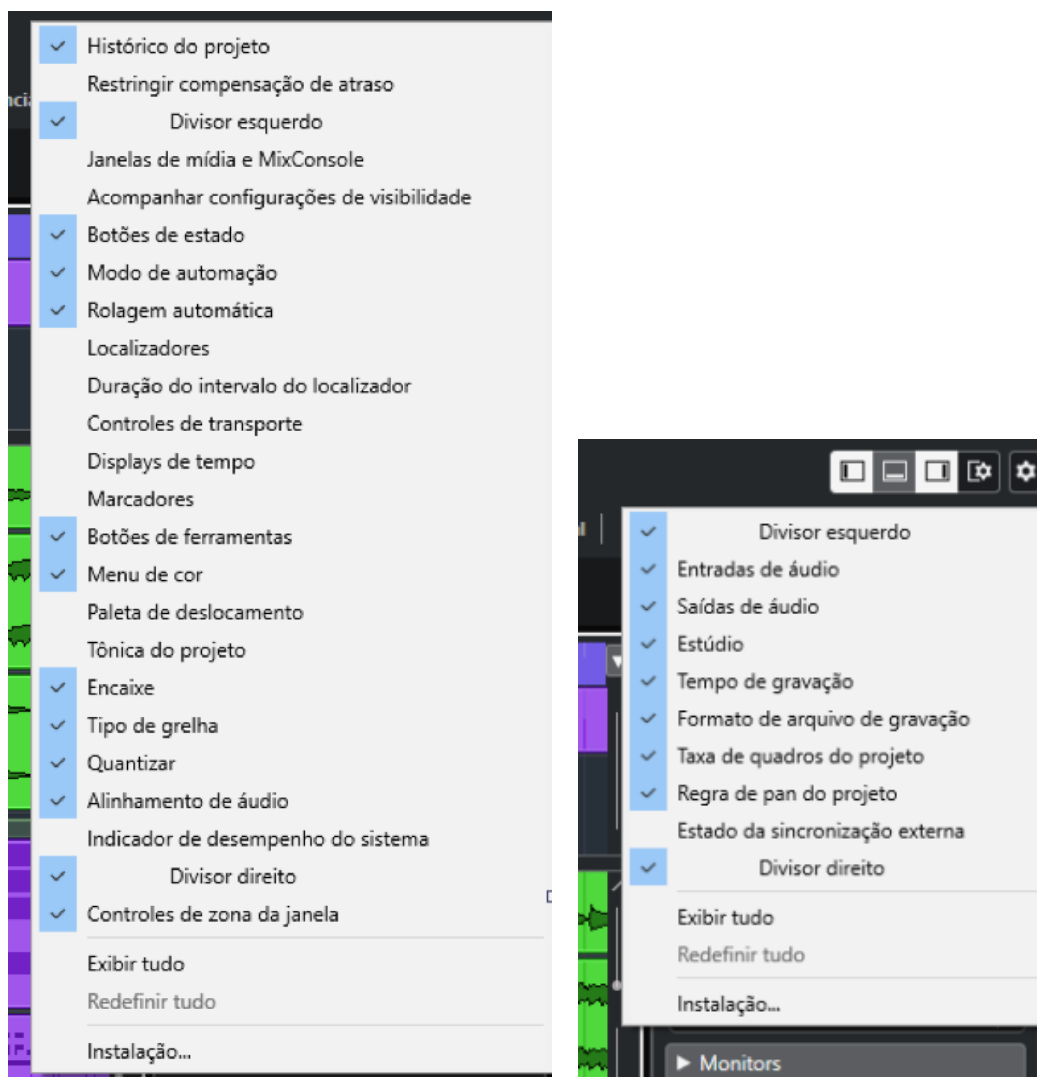 Histórico do projeto
Restringir compensação de atraso
Divisor esquerdo
Janelas de mídia e MixConsole
Acompanhar configurações de visibilidade
Botões de estado
Modo de automação
Rolagem automática
Localizadores
Duração do intervalo do localizador
Controles de transporte
Displays de tempo
Marcadores
Botões de ferramentas
Menu de cor
Paleta de deslocamento
Tônica do projeto
Encaixe
Tipo de grelha
Quantizar
Alinhamento de áudio
Indicador de desempenho do sistema
Divisor direito
Controles de zona da janela
Exibir tudo
Redefinir tudo
Instalação...
Divisor esquerdo
Entradas de áudio
Saídas de áudio
Estúdio
Tempo de gravação
Formato de arquivo de gravação
Taxa de quadros do projeto
Regra de pan do projeto
Estado da sincronização externa
Divisor direito
Exibir tudo
Redefinir tudo
Instalação...
Monitors